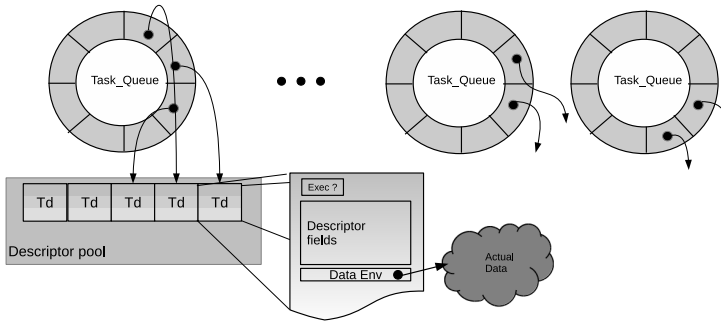 Task_Queue
Task_Queue
Task_Queue
Exec ?
Td
Td
Td
Td
Td
Descriptor
fields
Descriptor pool
Data Env
Actual
Data